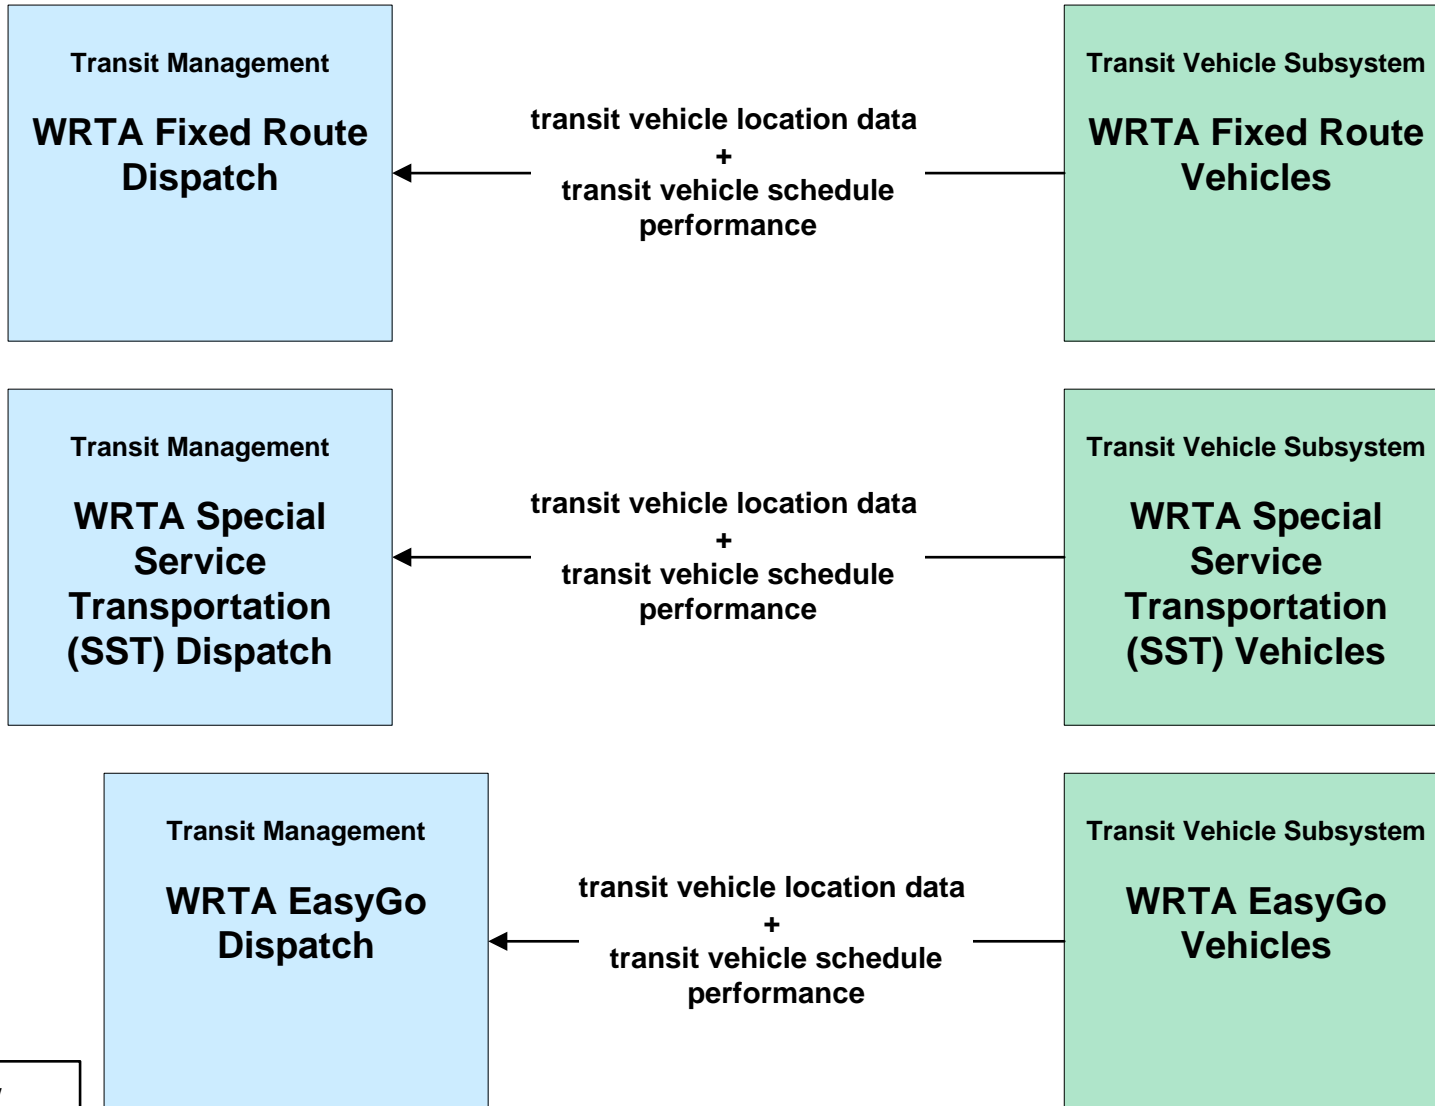 Transit Management
WRTA Fixed Route
Dispatch
transit vehicle location data
+
transit vehicle schedule
performance
Transit Vehicle Subsystem
WRTA Fixed Route
Vehicles
Transit Management
WRTA Special
Service
Transportation
(SST) Dispatch
transit vehicle location data
+
transit vehicle schedule
performance
Transit Vehicle Subsystem
WRTA Special
Service
Transportation
(SST) Vehicles
Transit Management
WRTA EasyGo
Dispatch
transit vehicle location data
+
transit vehicle schedule
performance
Transit Vehicle Subsystem
WRTA EasyGo
Vehicles